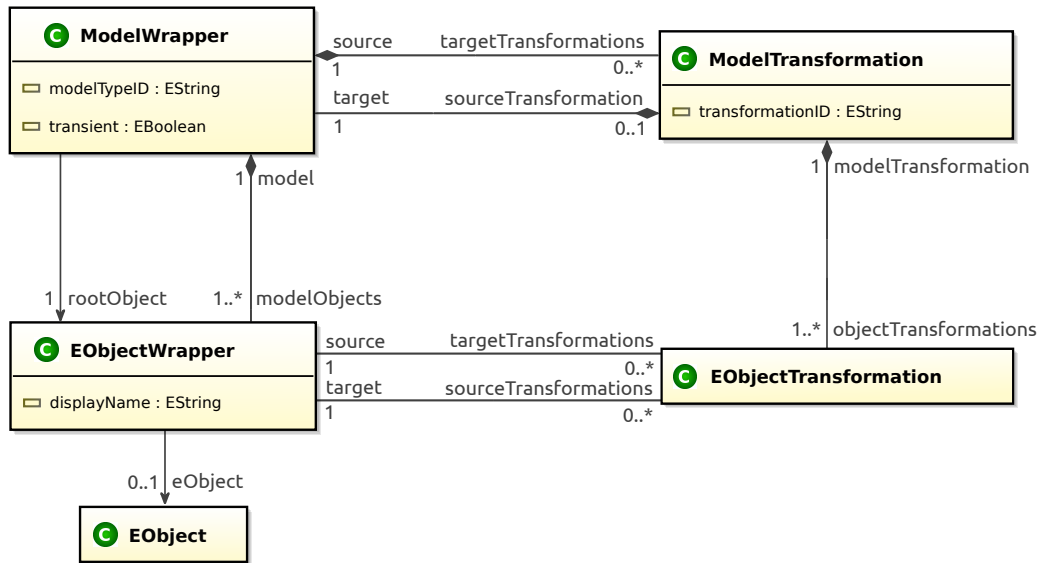 C ModelWrapper
modelTypeID : EString
transient : EBoolean
source targetTransformations
1 0..*
target sourceTransformation
1 0..1
C ModelTransformation
transformationID : EString
1 model
1 modelTransformation
1 rootObject
1..* modelObjects
1..* objectTransformations
C EObjectWrapper
displayName : EString
source targetTransformations
1 0..*
target sourceTransformations
1 0..*
C EObjectTransformation
0..1 eObject
C EObject